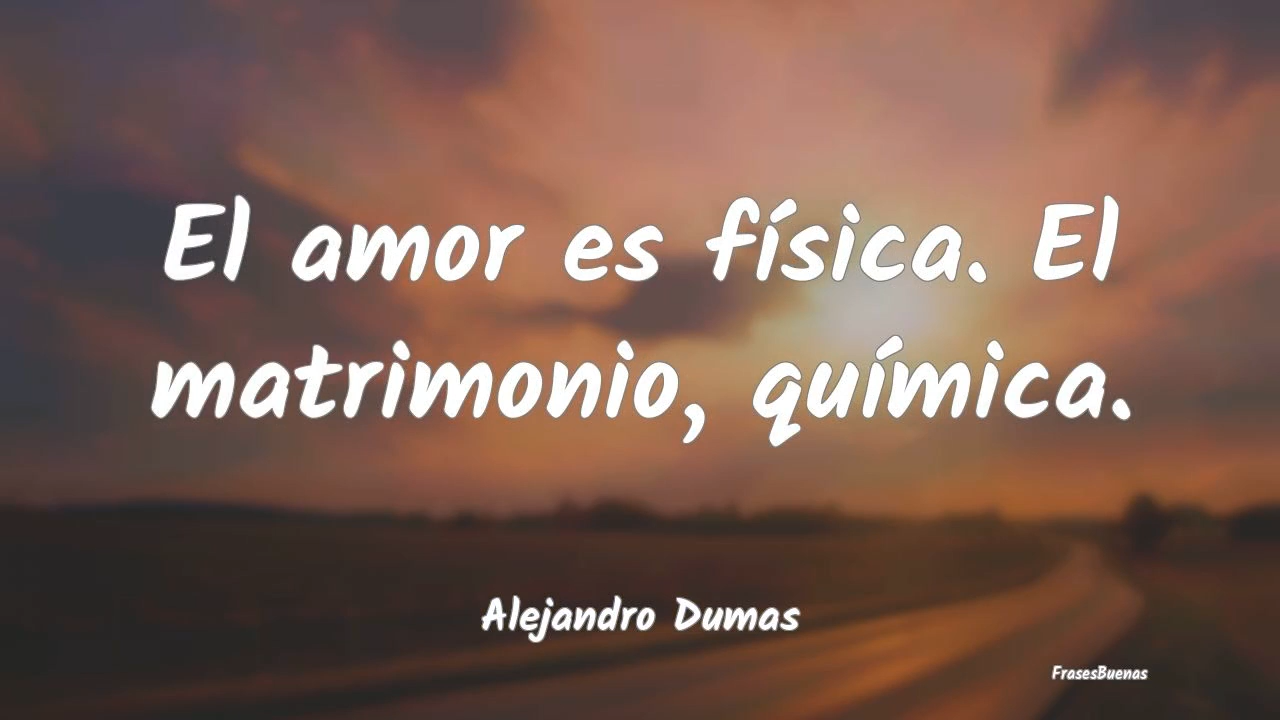 El amor es física. El
matrimonio, química.
Alejandro Dumas
FrasesBuenas